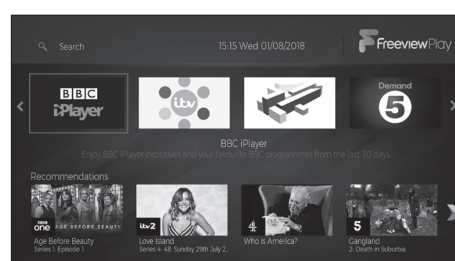 Search
15:15 Wed 01/08/2018
Freeview Play
BBC
iPlayer
itv
Demand
5
BBC iPlayer
Enjoy BBC iPlayer exclusives and your favourite BBC programmes from the last 30 days.
Recommendations
BBC
one
AGE BEFORE BEAUTY
itv2
4
5
Age Before Beauty
Series 1: Episode 1
Love Island
Series 4: 48: Sunday 29th July 2...
Who Is America?
Gangland
2: Death in Suburbia